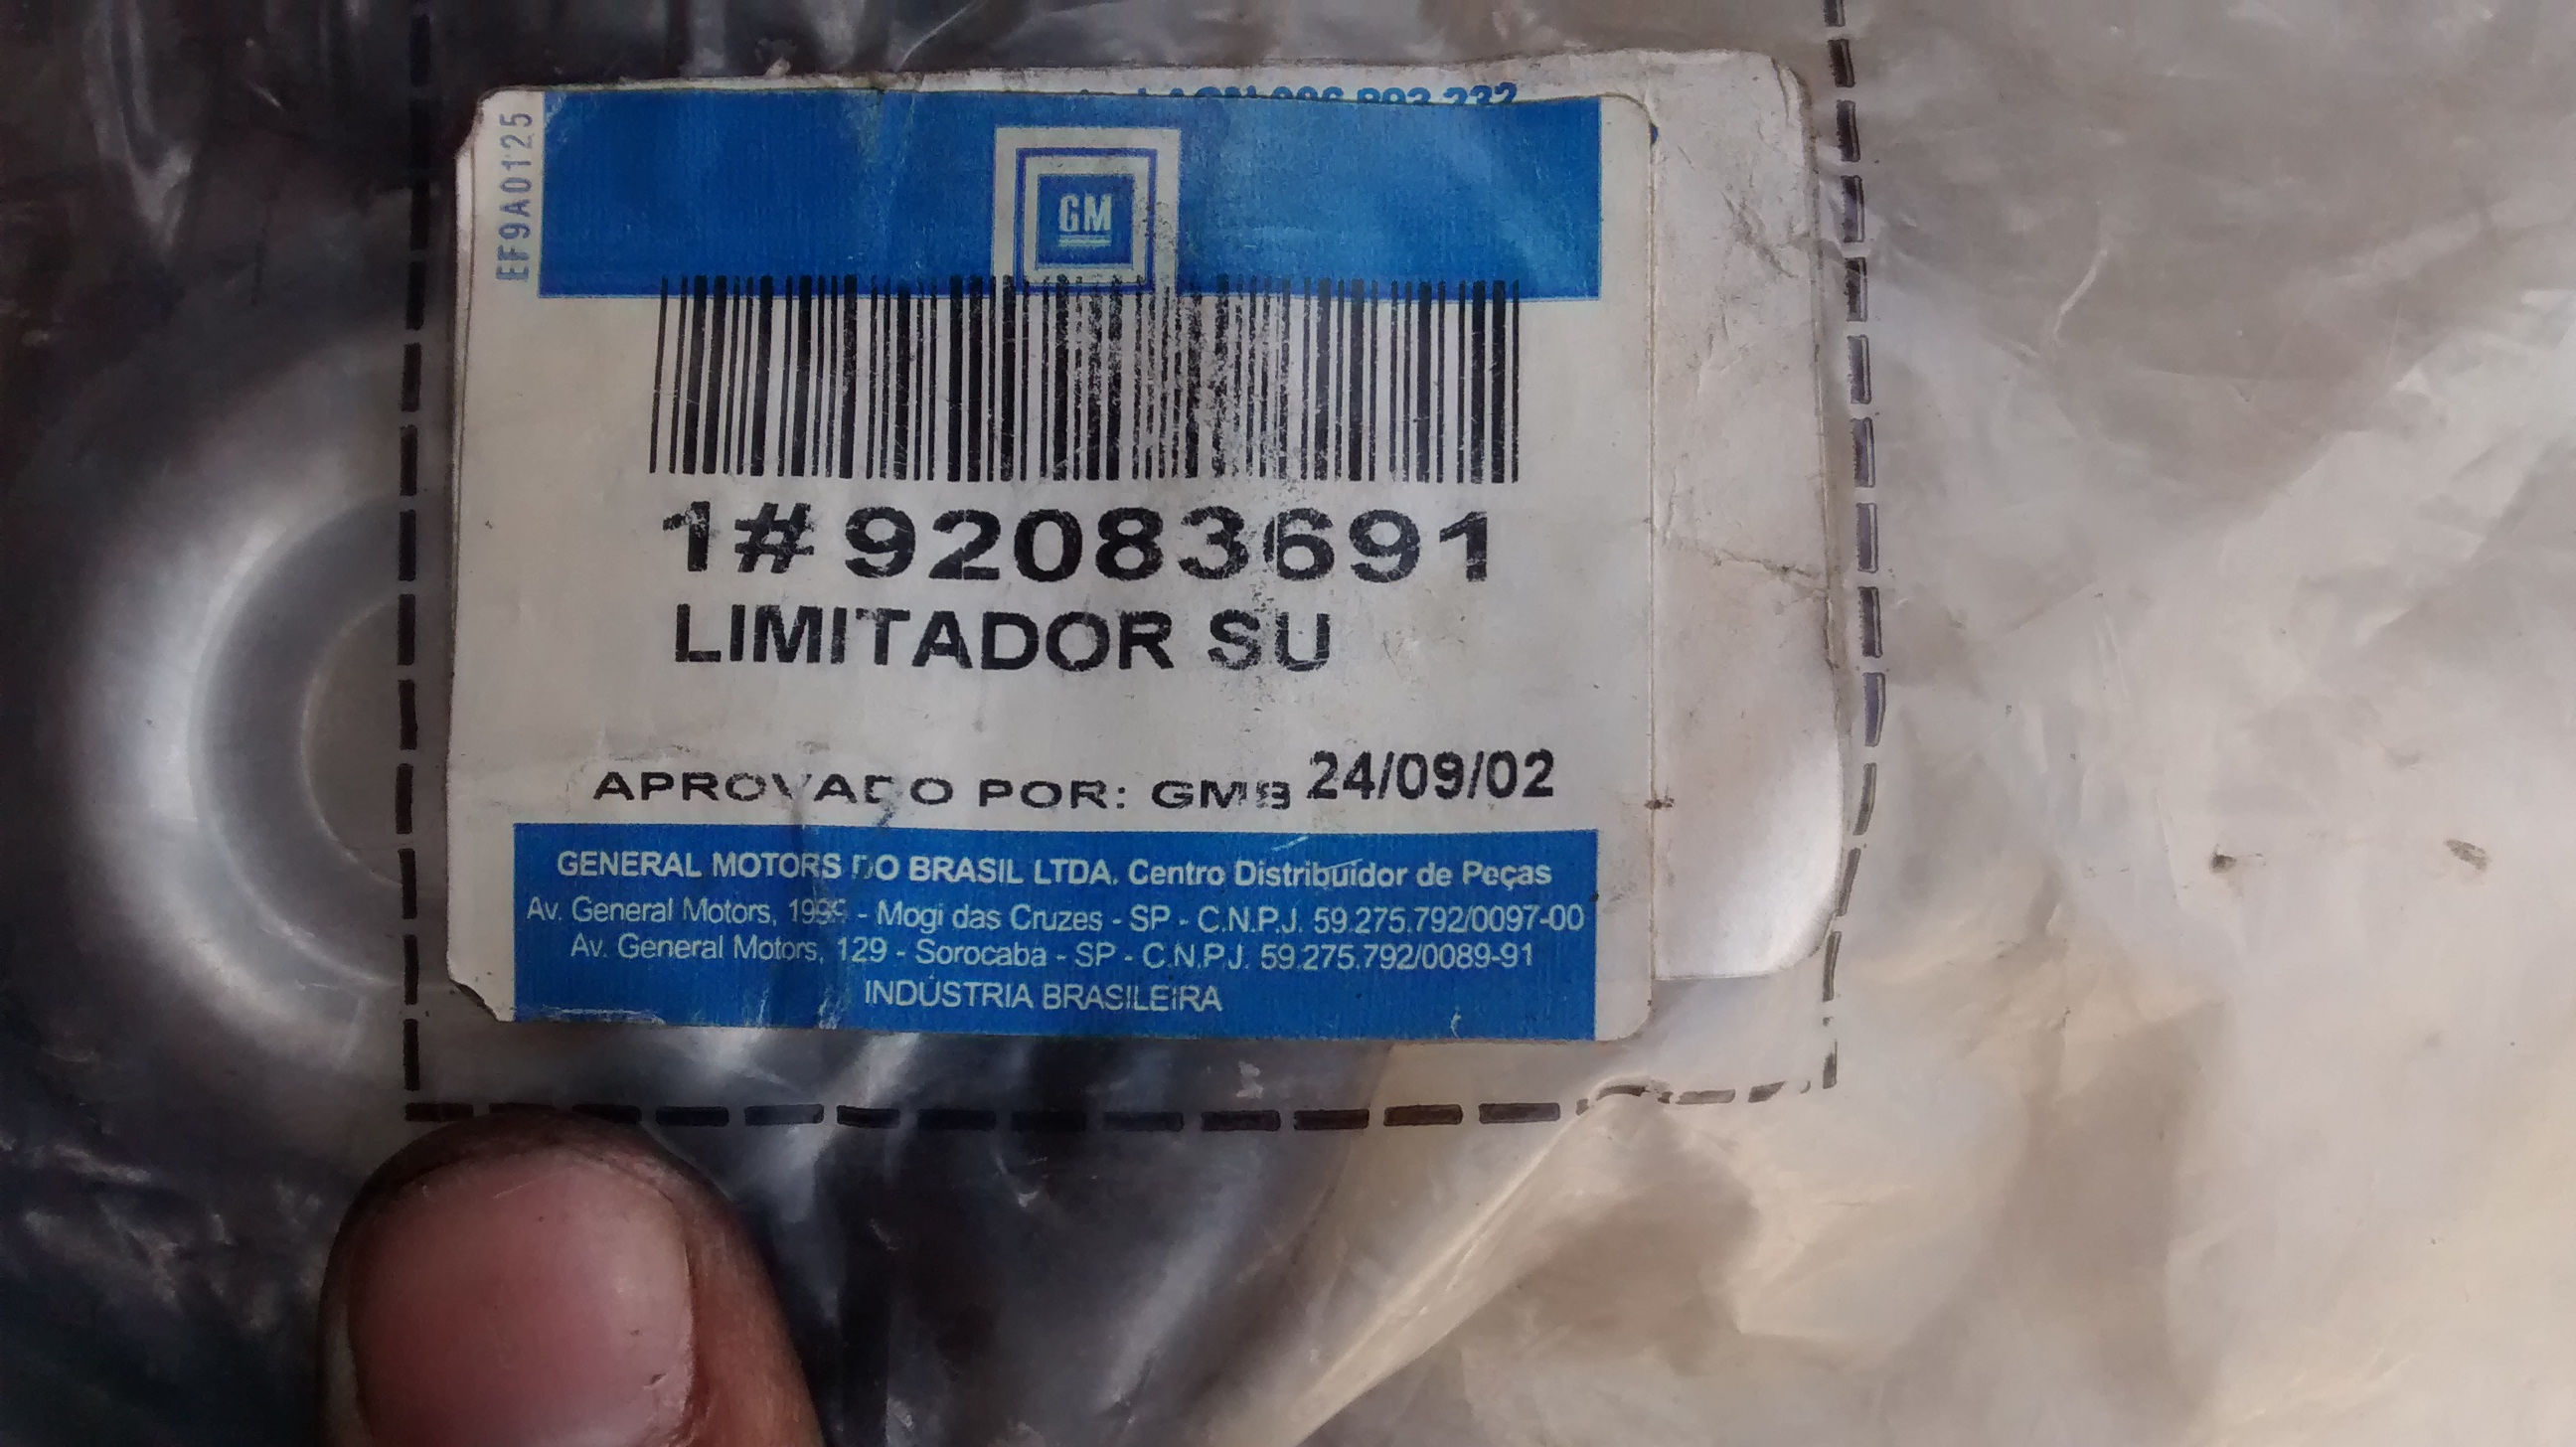 EF9A0125
GM
1# 92083691
LIMITADOR SU
APROVADO POR: GMB 24/09/02
GENERAL MOTORS DO BRASIL LTDA. Centro Distribuidor de Peças
Av. General Motors, 1999 - Mogi das Cruzes - SP - C.N.P.J. 59.275.792/0097-00
Av. General Motors, 129 - Sorocaba - SP - C.N.P.J. 59.275.792/0089-91
INDÚSTRIA BRASILEIRA